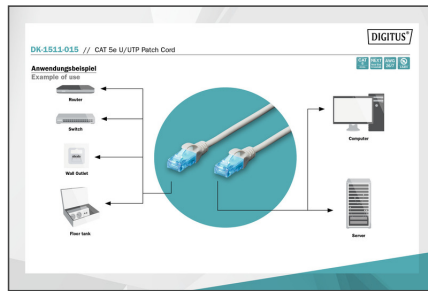 DIGITUS®
DK-1511-015 // CAT 5e U/UTP Patch Cord
Anwendungsbeispiel
Example of use
Router
Switch
Wall Outlet
Floor tank
Computer
Server